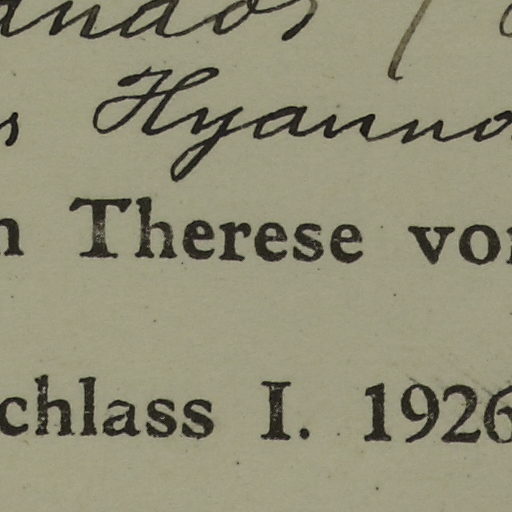 s Hyanno
n Therese vo
chlass I. 1926